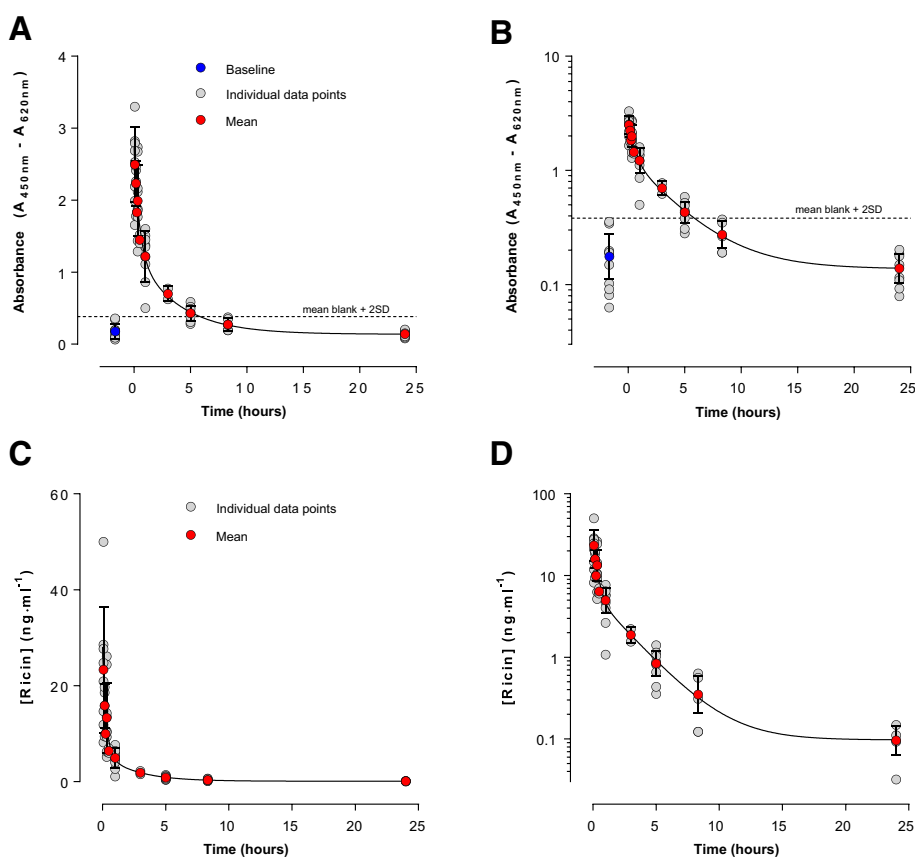 A
Absorbance (A450nm - A620nm)
4
3
2
1
0
Baseline
Individual data points
Mean
mean blank + 2SD
0 5 10 15 20 25
Time (hours)
B
Absorbance (A450nm - A620nm)
10
1
0.1
mean blank + 2SD
0 5 10 15 20 25
Time (hours)
C
[Ricin] (ng·ml-1)
60
40
20
0
Individual data points
Mean
0 5 10 15 20 25
Time (hours)
D
[Ricin] (ng·ml-1)
100
10
1
0.1
0 5 10 15 20 25
Time (hours)